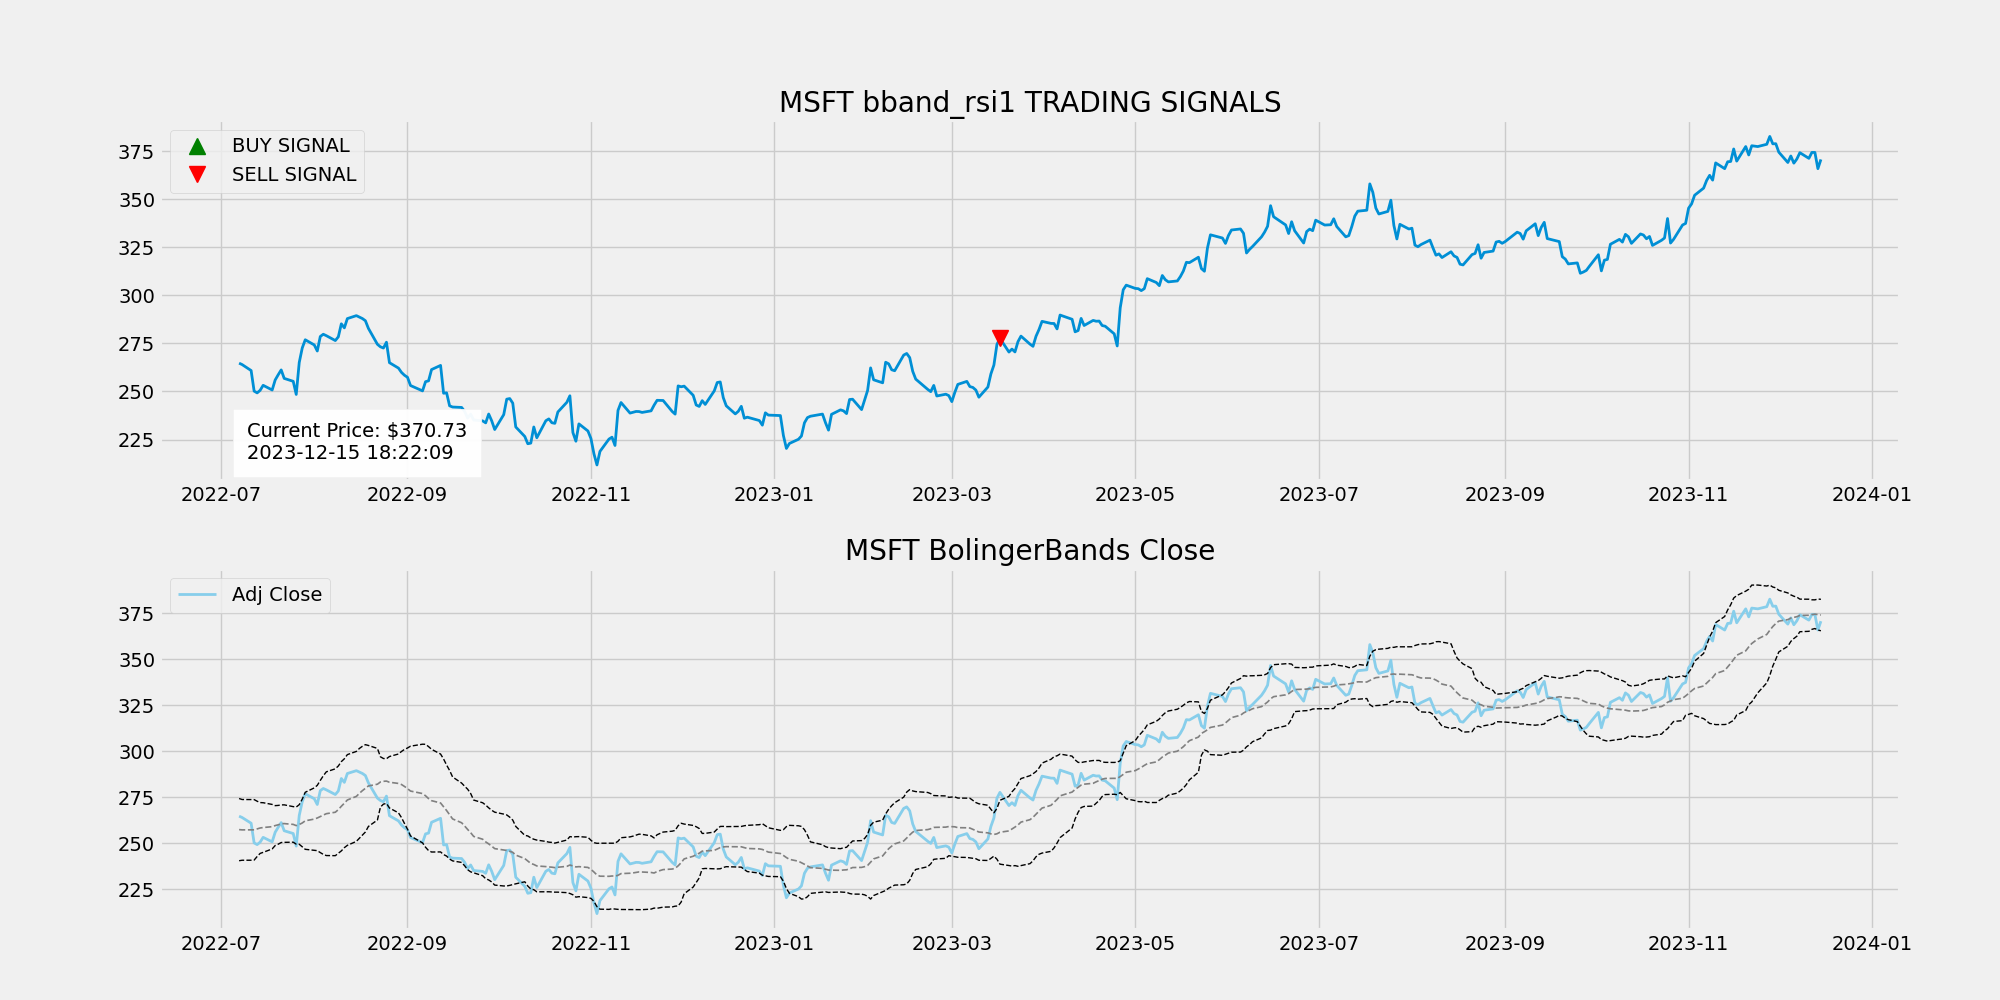 MSFT bband_rsi1 TRADING SIGNALS
BUY SIGNAL
SELL SIGNAL
375
350
325
300
275
250
225
Current Price: $370.73
2023-12-15 18:22:09
2022-07 2022-09 2022-11 2023-01 2023-03 2023-05 2023-07 2023-09 2023-11 2024-01
MSFT BolingerBands Close
Adj Close
375
350
325
300
275
250
225
2022-07 2022-09 2022-11 2023-01 2023-03 2023-05 2023-07 2023-09 2023-11 2024-01